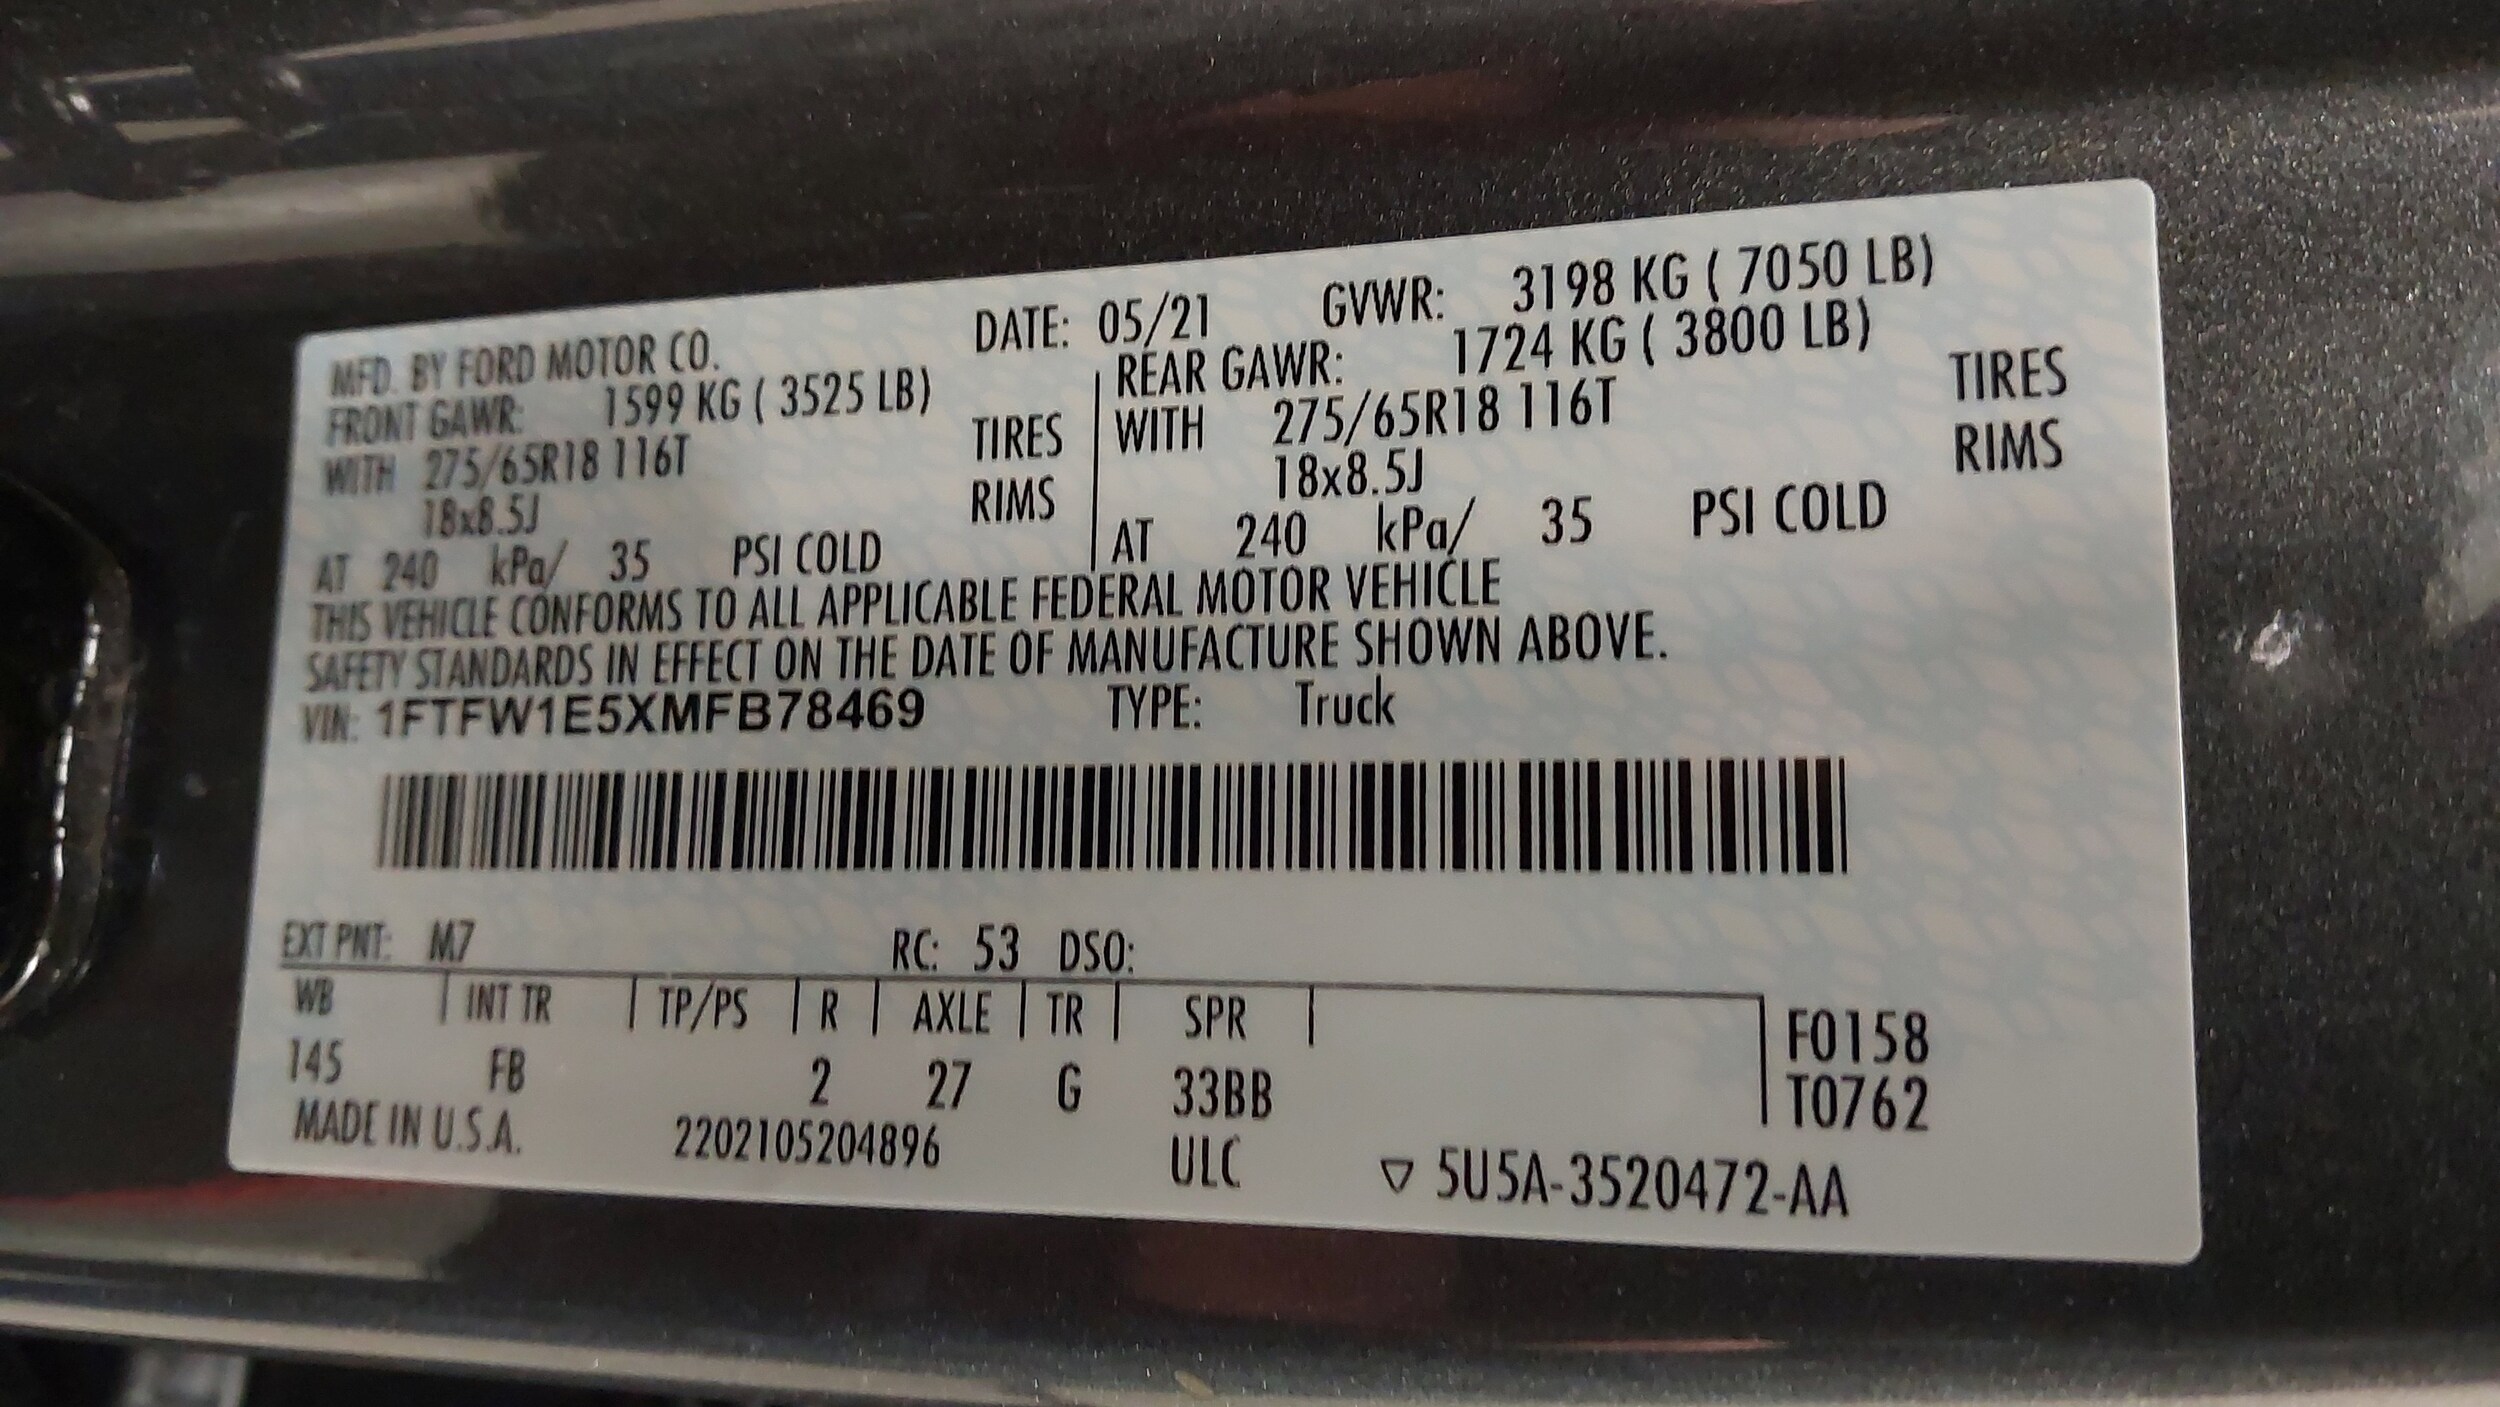 MFD. BY FORD MOTOR CO. DATE: 05/21 GVWR: 3198 KG ( 7050 LB)
FRONT GAWR: 1599 KG ( 3525 LB) REAR GAWR: 1724 KG ( 3800 LB)
WITH 275/65R18 116T TIRES WITH 275/65R18 116T TIRES
18x8.5J RIMS 18x8.5J RIMS
AT 240 kPa/ 35 PSI COLD AT 240 kPa/ 35 PSI COLD
THIS VEHICLE CONFORMS TO ALL APPLICABLE FEDERAL MOTOR VEHICLE
SAFETY STANDARDS IN EFFECT ON THE DATE OF MANUFACTURE SHOWN ABOVE.
VIN: 1FTFW1E5XMFB78469 TYPE: Truck
EXT PNT: M7 RC: 53 DSO:
WB INT TR TP/PS R AXLE TR SPR F0158
145 FB 2 27 G 33BB T0762
MADE IN U.S.A. 2202105204896 ULC ▽ 5U5A-3520472-AA